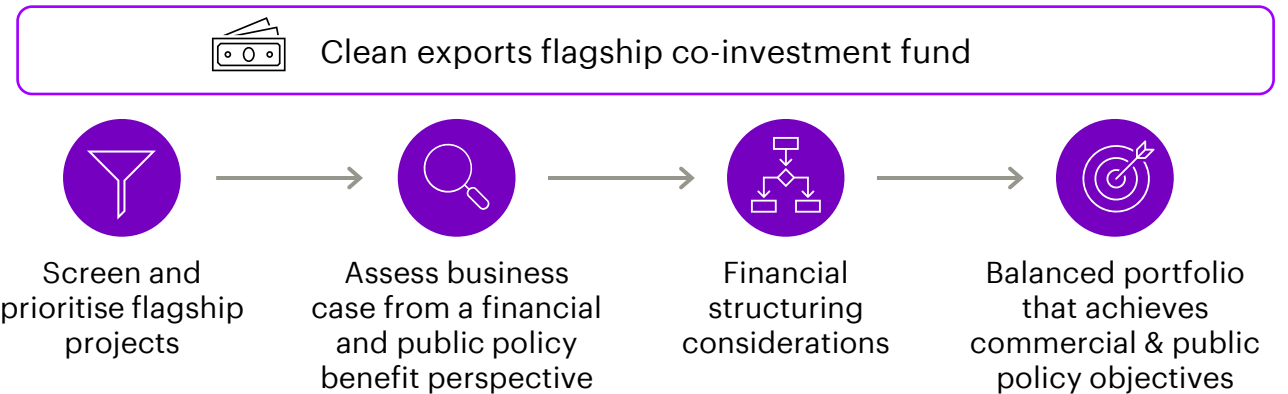 Clean exports flagship co-investment fund
Screen and
prioritise flagship
projects
Assess business
case from a financial
and public policy
benefit perspective
Financial
structuring
considerations
Balanced portfolio
that achieves
commercial & public
policy objectives